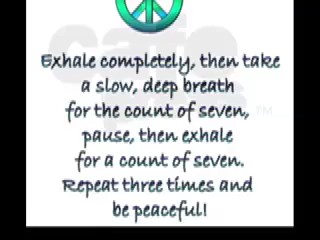 Exhale completely, then take
a slow, deep breath
for the count of seven,
pause, then exhale
for a count of seven.
Repeat three times and
be peaceful!
TM